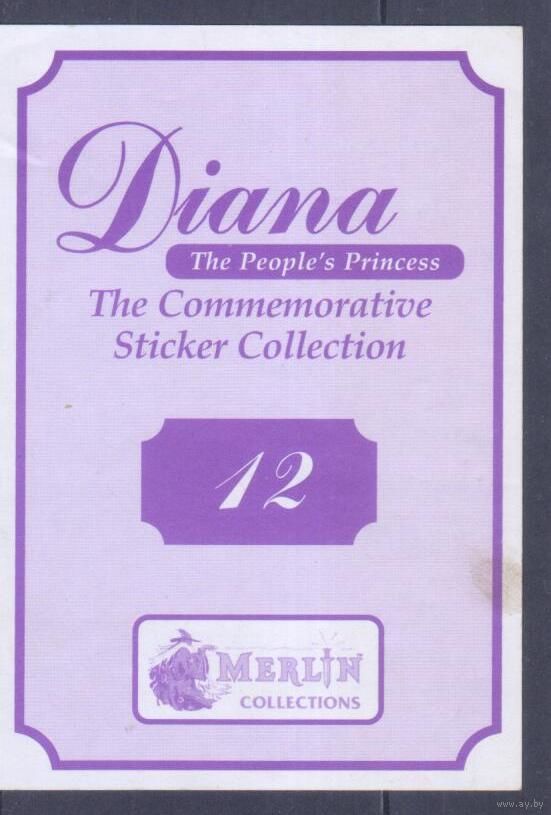 Diana
The People's Princess
The Commemorative
Sticker Collection
12
MERLIN
COLLECTIONS
www.ay.by